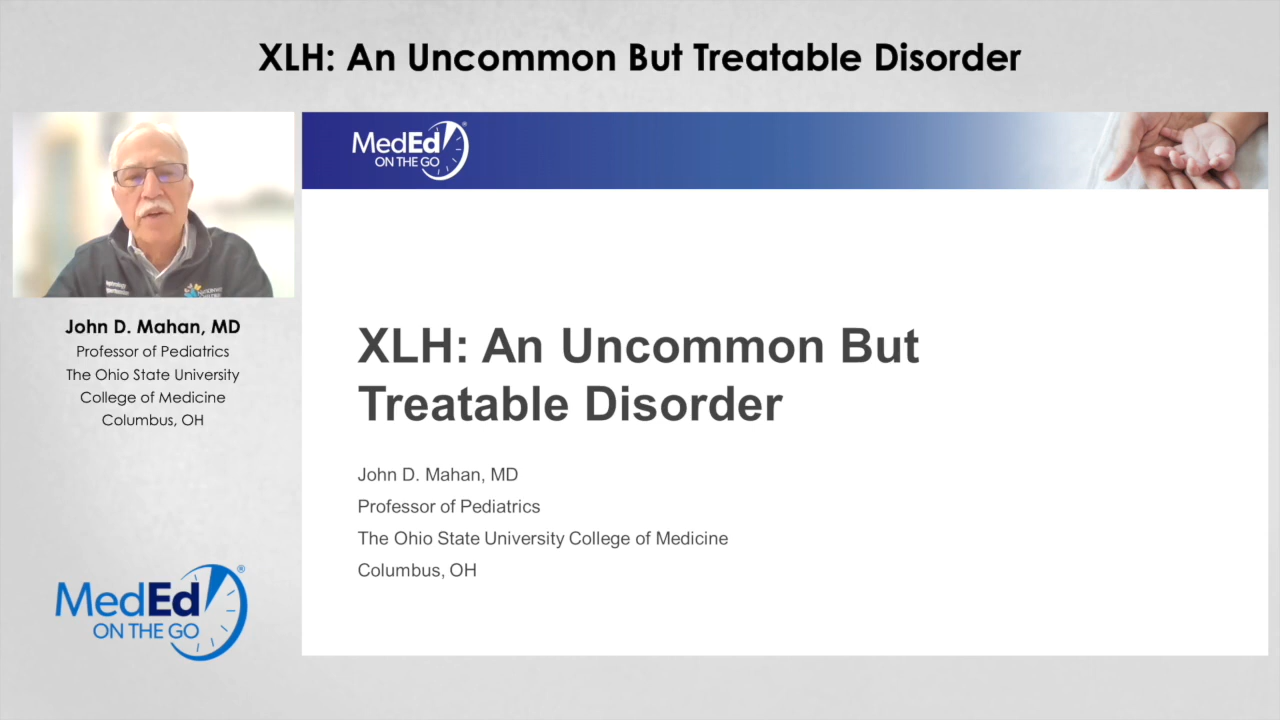 XLH: An Uncommon But Treatable Disorder
MedEd®
ON THE GO
John D. Mahan, MD
Professor of Pediatrics
The Ohio State University
College of Medicine
Columbus, OH
XLH: An Uncommon But
Treatable Disorder
John D. Mahan, MD
Professor of Pediatrics
The Ohio State University College of Medicine
Columbus, OH
MedEd®
ON THE GO